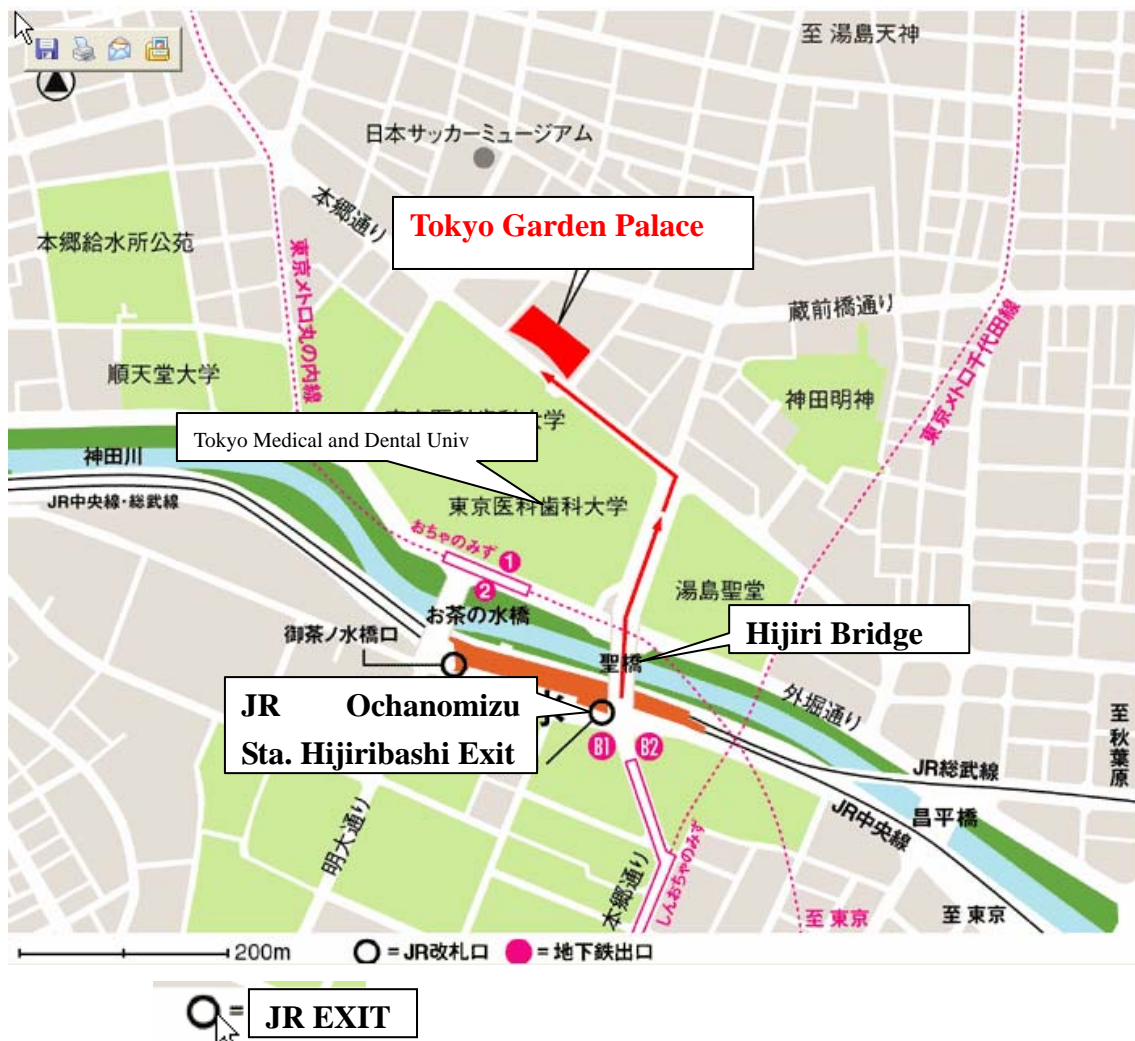 至 湯島天神
日本サッカーミュージアム
本郷通り
Tokyo Garden Palace
本郷給水所公苑
東京メトロ丸の内線
蔵前橋通り
東京メトロ千代田線
順天堂大学
神田明神
Tokyo Medical and Dental Univ
神田川
JR中央線・総武線
東京医科歯科大学
おちゃのみず
1
2
お茶の水橋
湯島聖堂
御茶ノ水橋口
Hijiri Bridge
聖橋
外堀通り
JR Ochanomizu
Sta. Hijiribashi Exit
B1
B2
至 秋葉原
JR総武線
昌平橋
JR中央線
明大通り
本郷通り
しんおちゃのみず
至 東京
至 東京
200m
= JR改札口
= 地下鉄出口
= JR EXIT